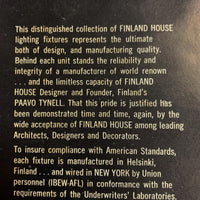 This distinguished collection of FINLAND HOUSE
lighting fixtures represents the ultimate
both of design, and manufacturing quality.
Behind each unit stands the reliability and
integrity of a manufacturer of world renown
. . . and the limitless capacity of FINLAND
HOUSE Designer and Founder, Finland's
PAAVO TYNELL. That this pride is justified has
been demonstrated time and time, again, by the
wide acceptance of FINLAND HOUSE among leading
Architects, Designers and Decorators.
To insure compliance with American Standards,
each fixture is manufactured in Helsinki,
Finland . . . and wired in NEW YORK by Union
personnel (IBEW-AFL) in conformance with the
requirements of the Underwriters' Laboratories.